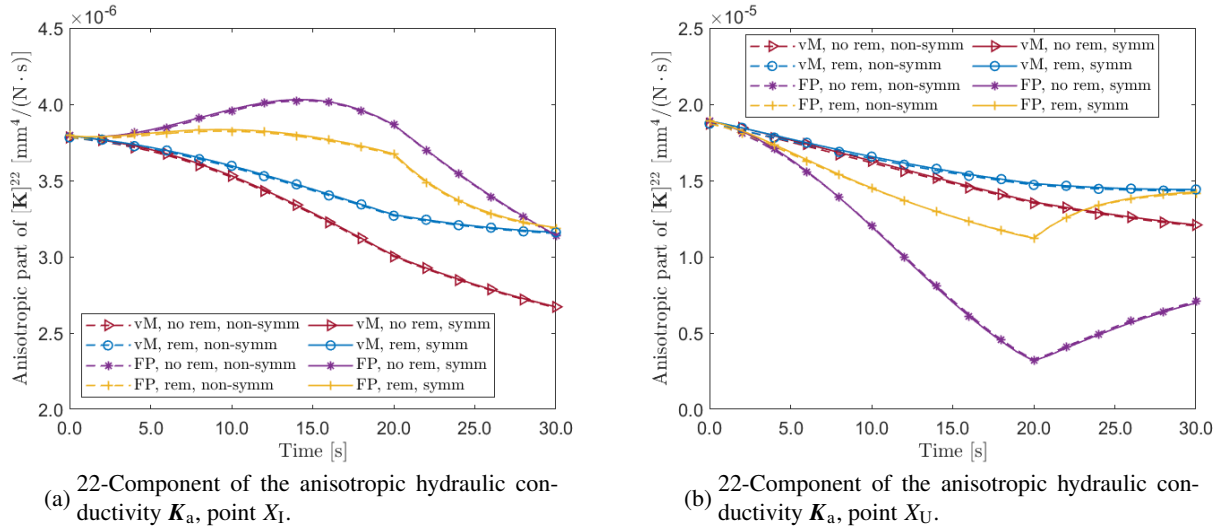 ×10⁻⁶
4.5
4.0
3.5
3.0
2.5
2.0
Anisotropic part of [K]²² [mm⁴/(N · s)]
vM, no rem, non-symm vM, no rem, symm
vM, rem, non-symm vM, rem, symm
FP, no rem, non-symm FP, no rem, symm
FP, rem, non-symm FP, rem, symm
0.0 5.0 10.0 15.0 20.0 25.0 30.0
Time [s]
(a) 22-Component of the anisotropic hydraulic con-
ductivity Kₐ, point X_I.
×10⁻⁵
2.5
2.0
1.5
1.0
0.5
0.0
Anisotropic part of [K]²² [mm⁴/(N · s)]
vM, no rem, non-symm vM, no rem, symm
vM, rem, non-symm vM, rem, symm
FP, no rem, non-symm FP, no rem, symm
FP, rem, non-symm FP, rem, symm
0.0 5.0 10.0 15.0 20.0 25.0 30.0
Time [s]
(b) 22-Component of the anisotropic hydraulic con-
ductivity Kₐ, point X_U.